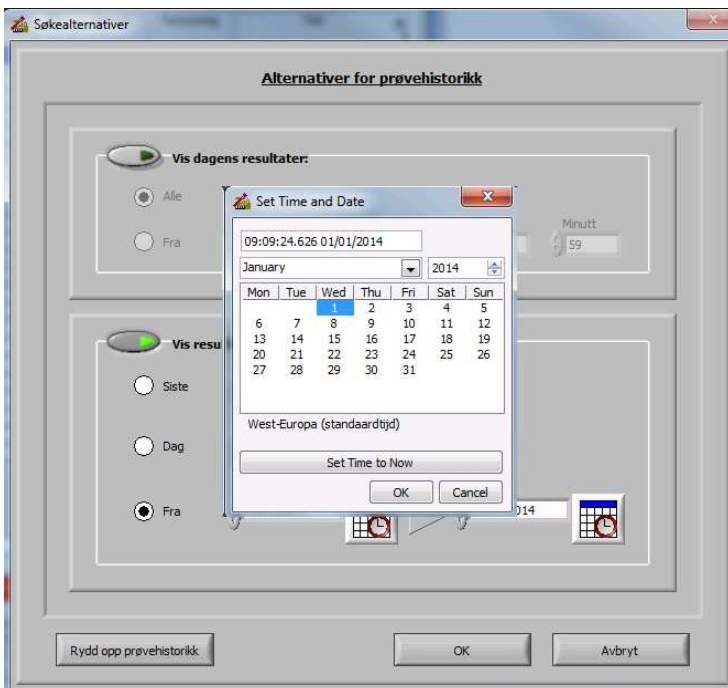 Søkealternativer
Alternativer for prøvehistorikk
Vis dagens resultater:
Alle
Fra
Minutt
59
Set Time and Date
09:09:24.626 01/01/2014
January 2014
Mon Tue Wed Thu Fri Sat Sun
1 2 3 4 5
6 7 8 9 10 11 12
13 14 15 16 17 18 19
20 21 22 23 24 25 26
27 28 29 30 31
West-Europa (standaardtijd)
Set Time to Now
OK Cancel
Vis resu
Siste
Dag
Fra
014
Rydd opp prøvehistorikk OK Avbryt